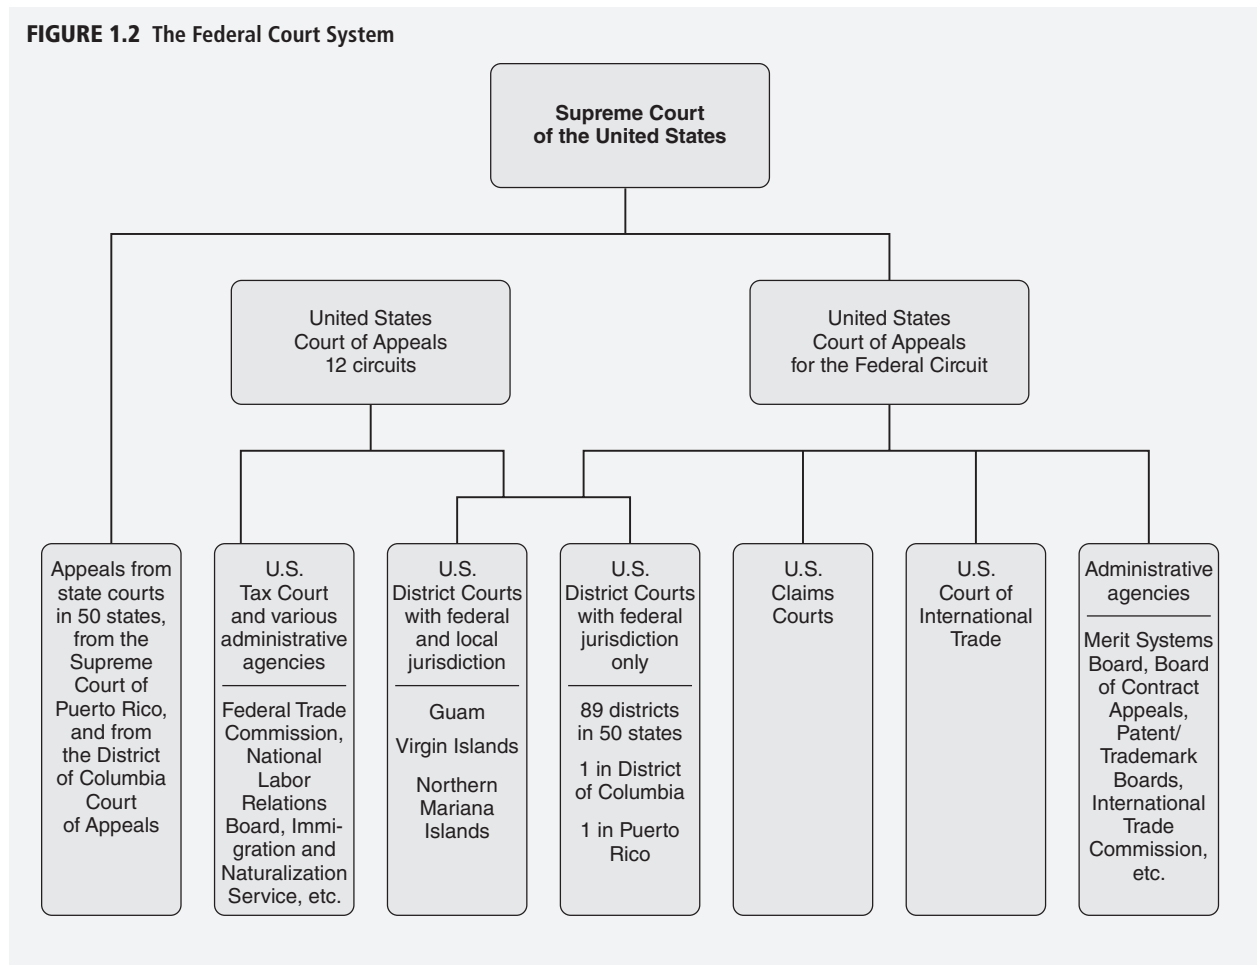 FIGURE 1.2 The Federal Court System
Supreme Court
of the United States
United States
Court of Appeals
12 circuits
United States
Court of Appeals
for the Federal Circuit
Appeals from
state courts
in 50 states,
from the
Supreme
Court of
Puerto Rico,
and from
the District
of Columbia
Court
of Appeals
U.S.
Tax Court
and various
administrative
agencies
Federal Trade
Commission,
National
Labor
Relations
Board, Immi-
gration and
Naturalization
Service, etc.
U.S.
District Courts
with federal
and local
jurisdiction
Guam
Virgin Islands
Northern
Mariana
Islands
U.S.
District Courts
with federal
jurisdiction
only
89 districts
in 50 states
1 in District
of Columbia
1 in Puerto
Rico
U.S.
Claims
Courts
U.S.
Court of
International
Trade
Administrative
agencies
Merit Systems
Board, Board
of Contract
Appeals,
Patent/
Trademark
Boards,
International
Trade
Commission,
etc.